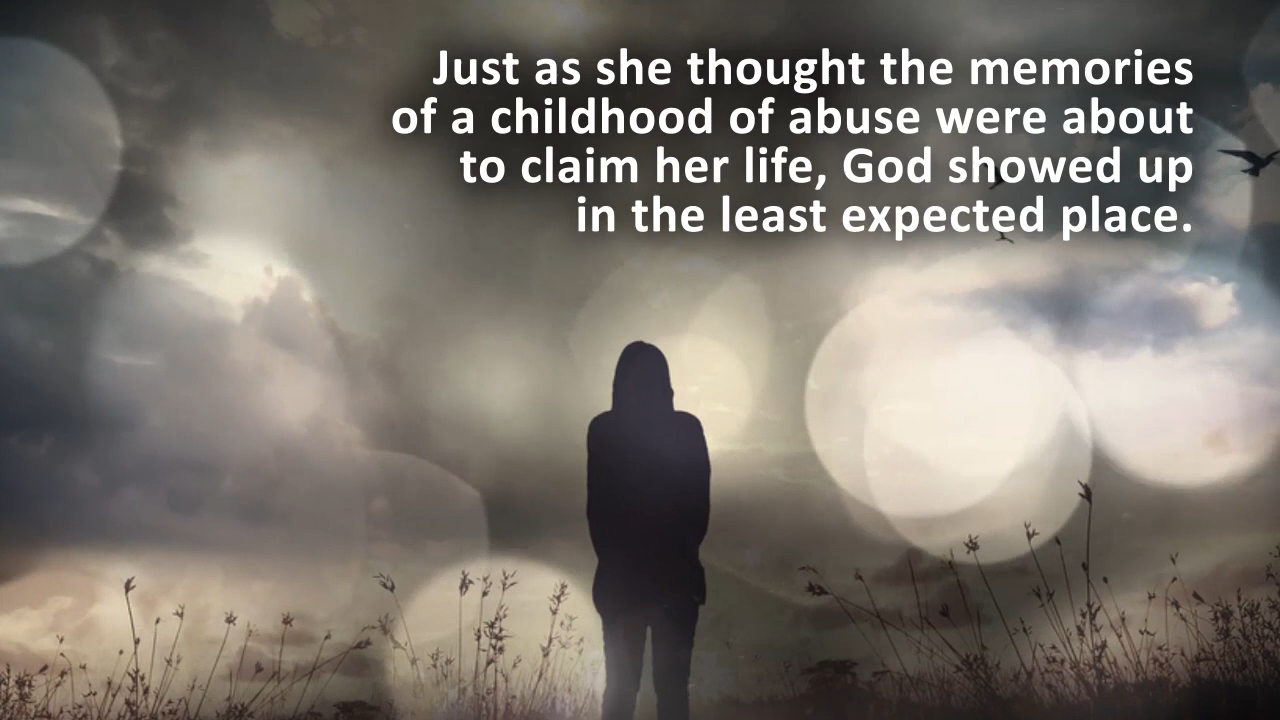 Just as she thought the memories
of a childhood of abuse were about
to claim her life, God showed up
in the least expected place.